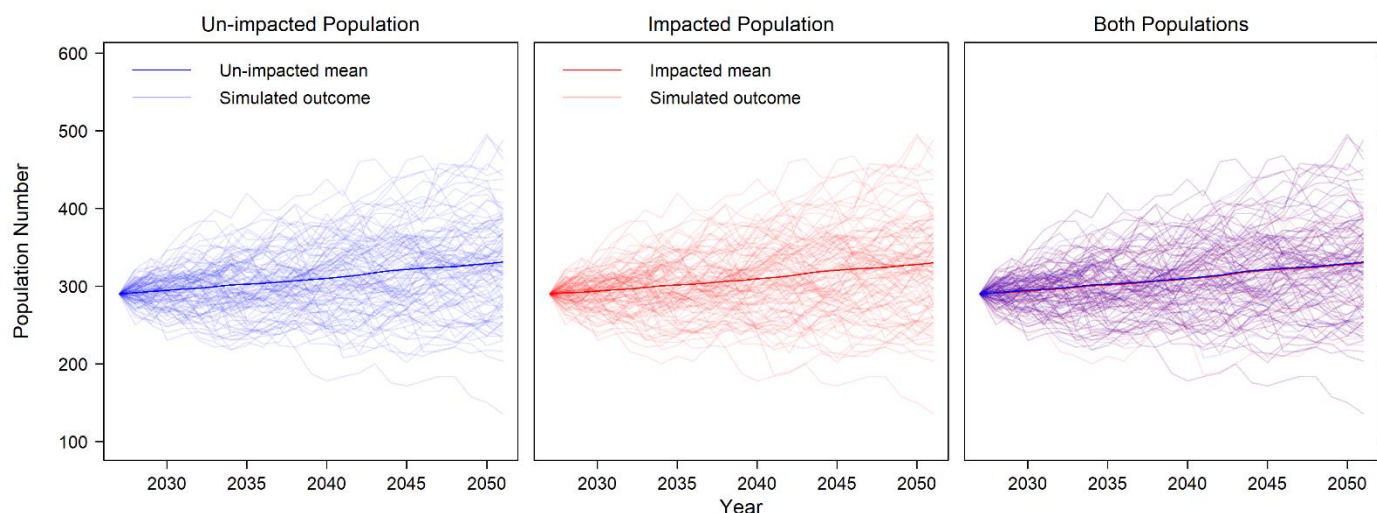 Un-impacted Population
Impacted Population
Both Populations
Population Number
600
500
400
300
200
100
Un-impacted mean
Simulated outcome
Impacted mean
Simulated outcome
2030 2035 2040 2045 2050
2030 2035 2040 2045 2050
2030 2035 2040 2045 2050
Year